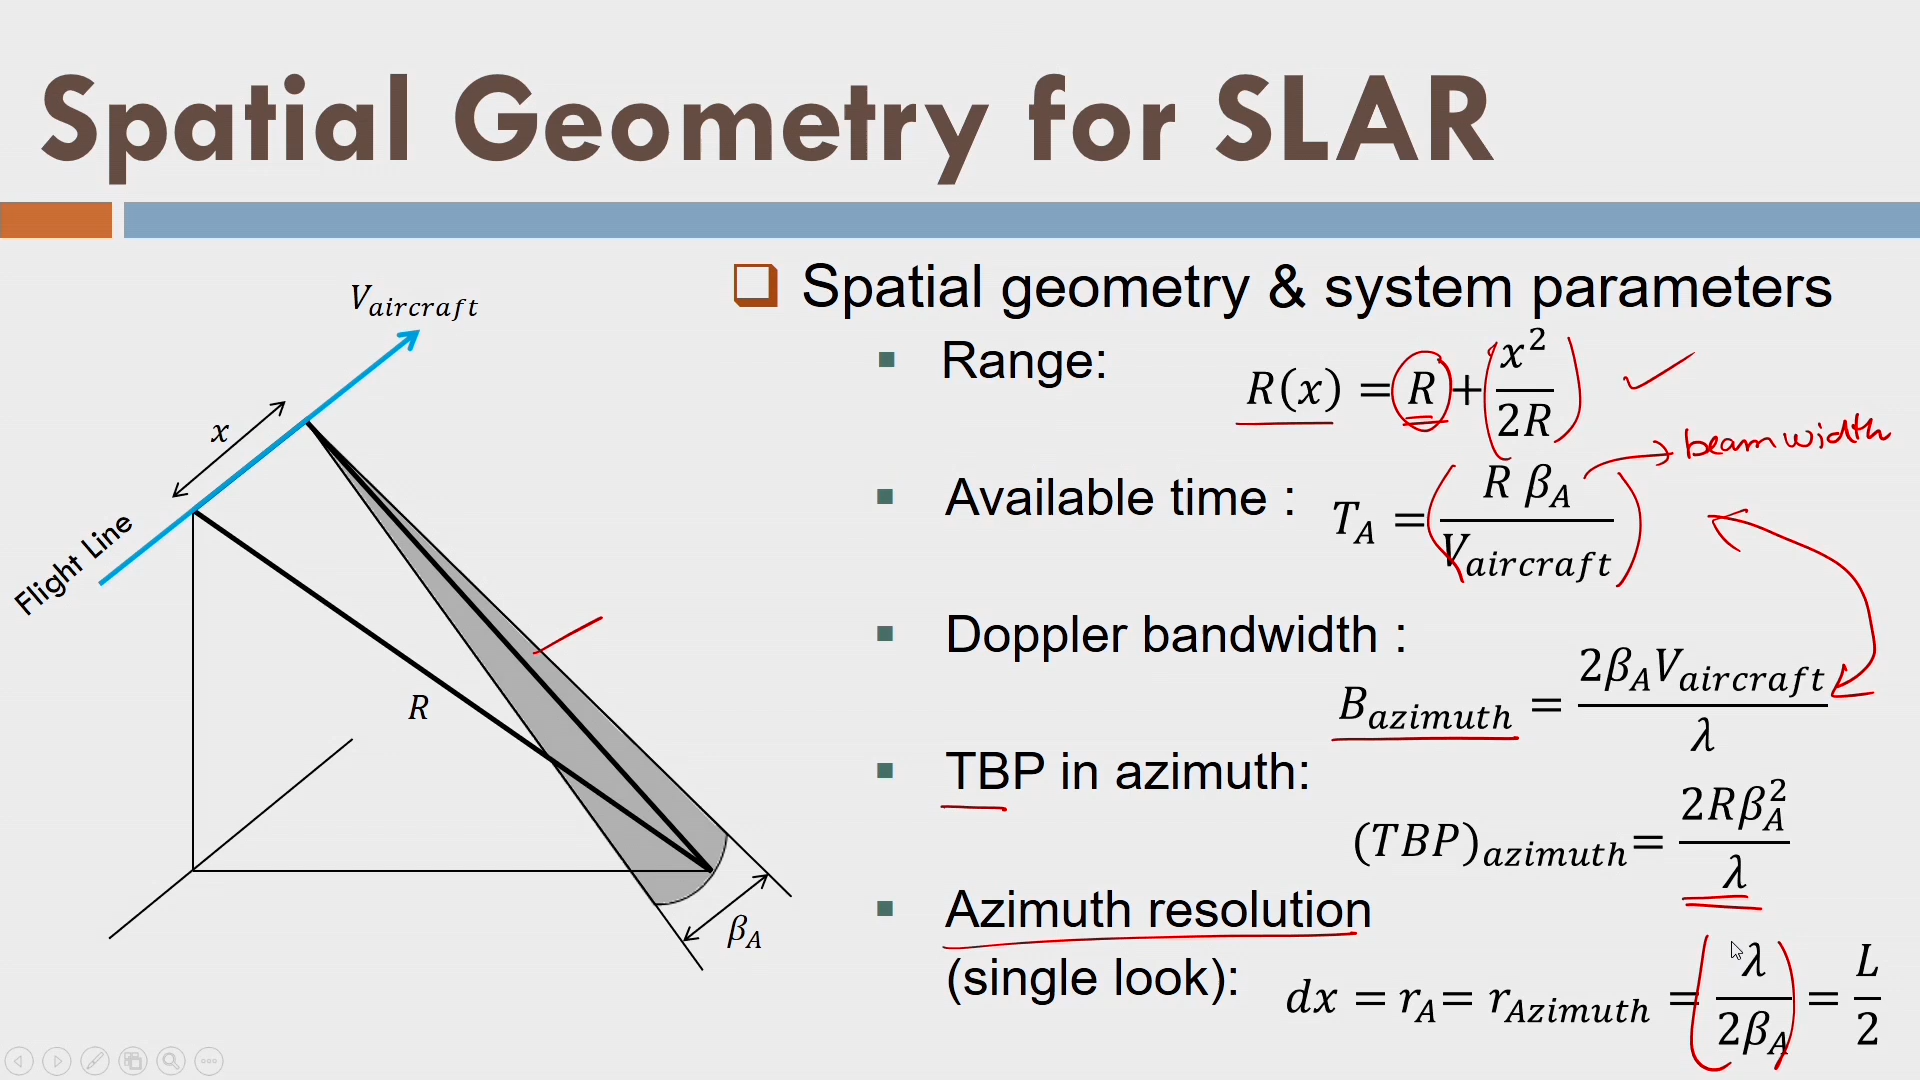 Spatial Geometry for SLAR
V_aircraft
x
Flight Line
R
β_A
Spatial geometry & system parameters
Range:
R(x) = R + x²/2R
beamwidth
Available time :
T_A = R β_A / V_aircraft
Doppler bandwidth :
B_azimuth = 2β_A V_aircraft / λ
TBP in azimuth:
(TBP)_azimuth = 2Rβ_A² / λ
Azimuth resolution
(single look):
dx = r_A = r_Azimuth = λ / 2β_A = L / 2